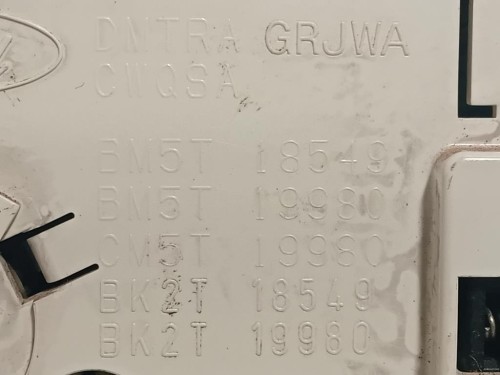 DNTRA GRJWA
CWQSA
BM5T 18549
BM5T 19980
CM5T 19980
BK2T 18549
BK2T 19980